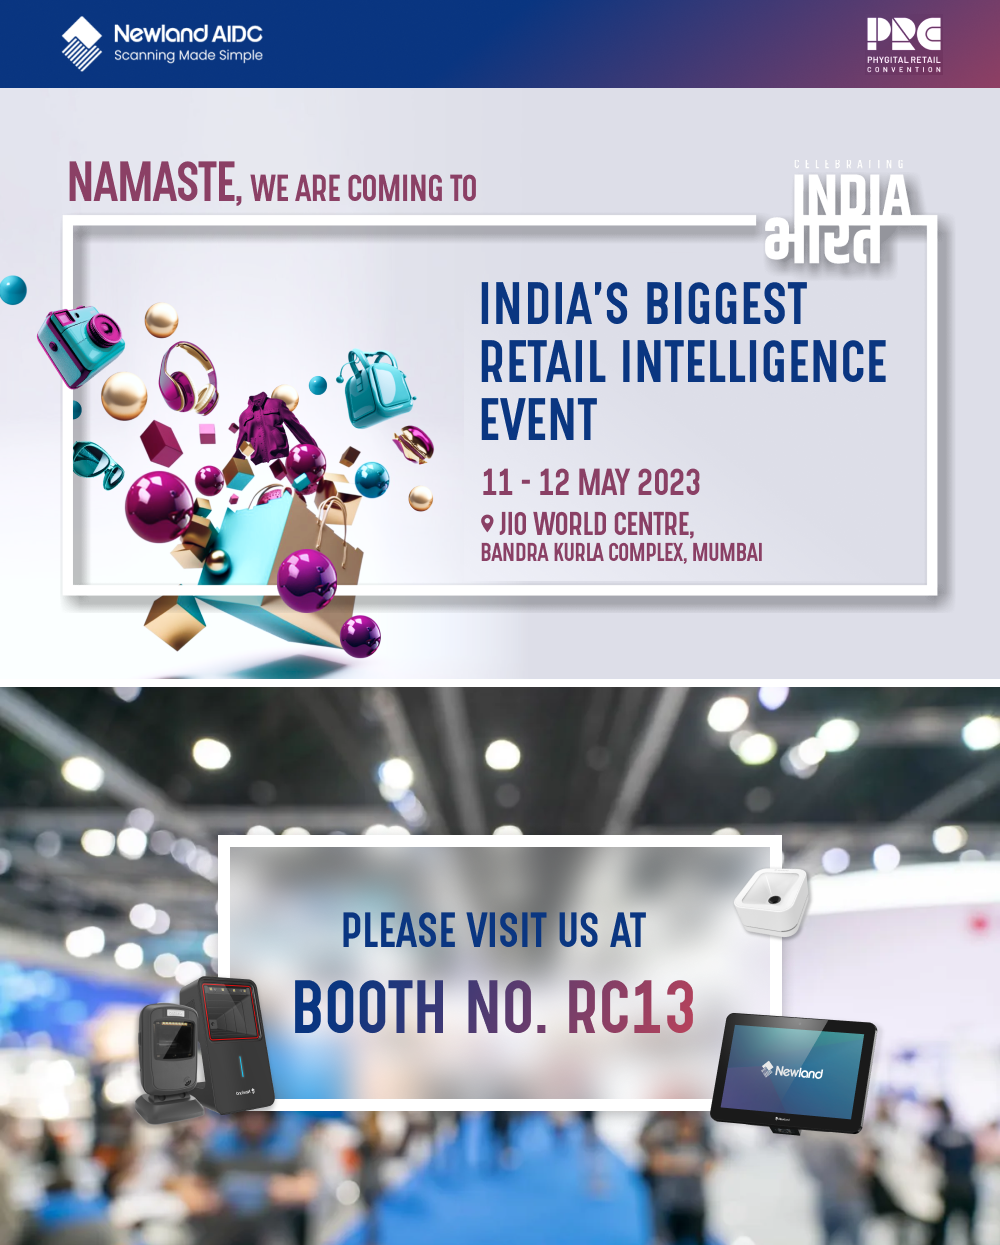 Newland AIDC
Scanning Made Simple
PRC
PHYGITAL RETAIL
CONVENTION
NAMASTE, WE ARE COMING TO
CELEBRATING
INDIA
भारत
INDIA'S BIGGEST
RETAIL INTELLIGENCE
EVENT
11 - 12 MAY 2023
JIO WORLD CENTRE,
BANDRA KURLA COMPLEX, MUMBAI
PLEASE VISIT US AT
BOOTH NO. RC13
Newland
Newland